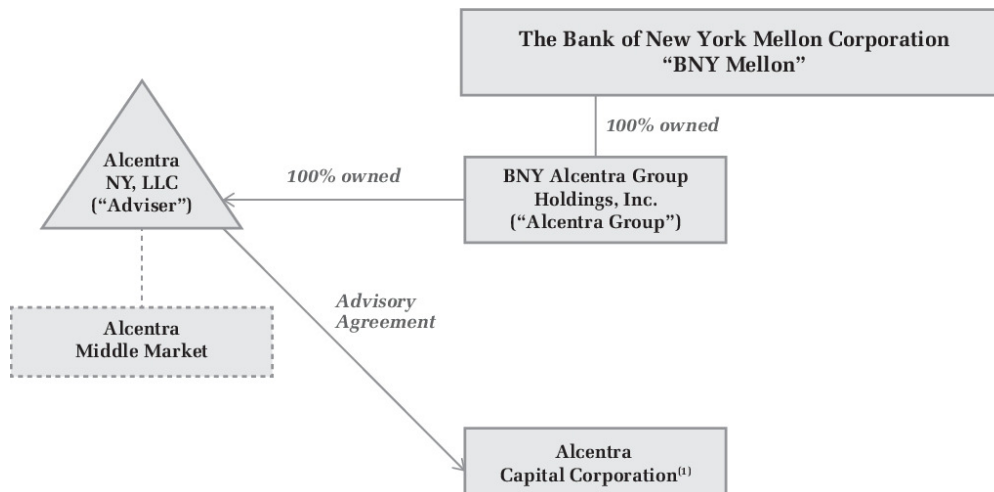 The Bank of New York Mellon Corporation
“BNY Mellon”
100% owned
Alcentra
NY, LLC
(“Adviser”)
100% owned
BNY Alcentra Group
Holdings, Inc.
(“Alcentra Group”)
Advisory
Agreement
Alcentra
Middle Market
Alcentra
Capital Corporation(1)